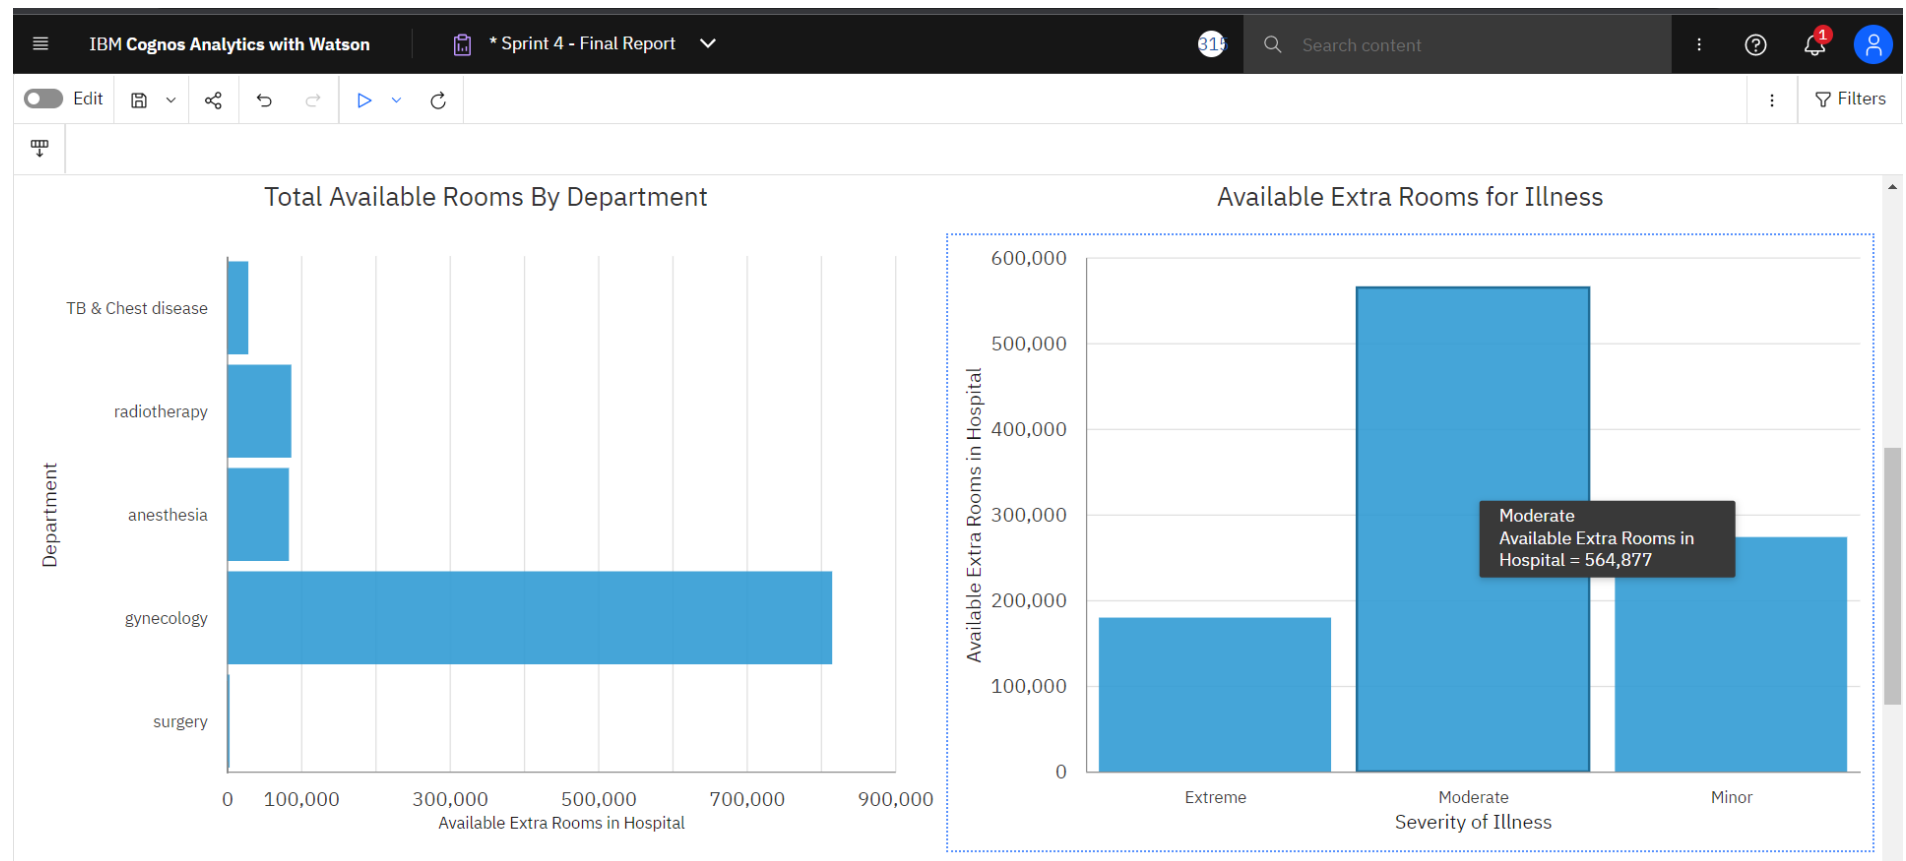 IBM Cognos Analytics with Watson
* Sprint 4 - Final Report
315
Search content
1
Edit
Filters
Total Available Rooms By Department
Department
TB & Chest disease
radiotherapy
anesthesia
gynecology
surgery
0 100,000 300,000 500,000 700,000 900,000
Available Extra Rooms in Hospital
Available Extra Rooms for Illness
Available Extra Rooms in Hospital
600,000
500,000
400,000
300,000
200,000
100,000
0
Moderate
Available Extra Rooms in
Hospital = 564,877
Extreme Moderate Minor
Severity of Illness